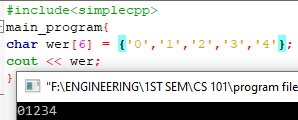 #include<simplecpp>
main_program{
char wer[6] = {'0','1','2','3','4'};
cout << wer;
}
"F:\ENGINEERING\1ST SEM\CS 101\program file
01234